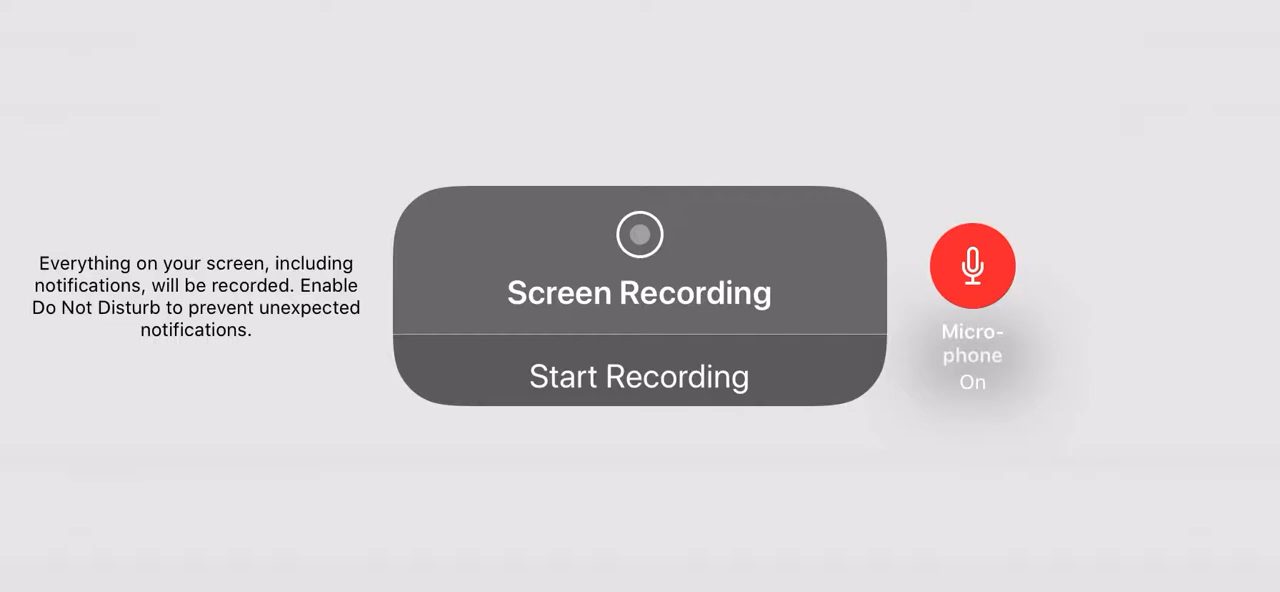 Everything on your screen, including
notifications, will be recorded. Enable
Do Not Disturb to prevent unexpected
notifications.
Screen Recording
Start Recording
Micro-
phone
On